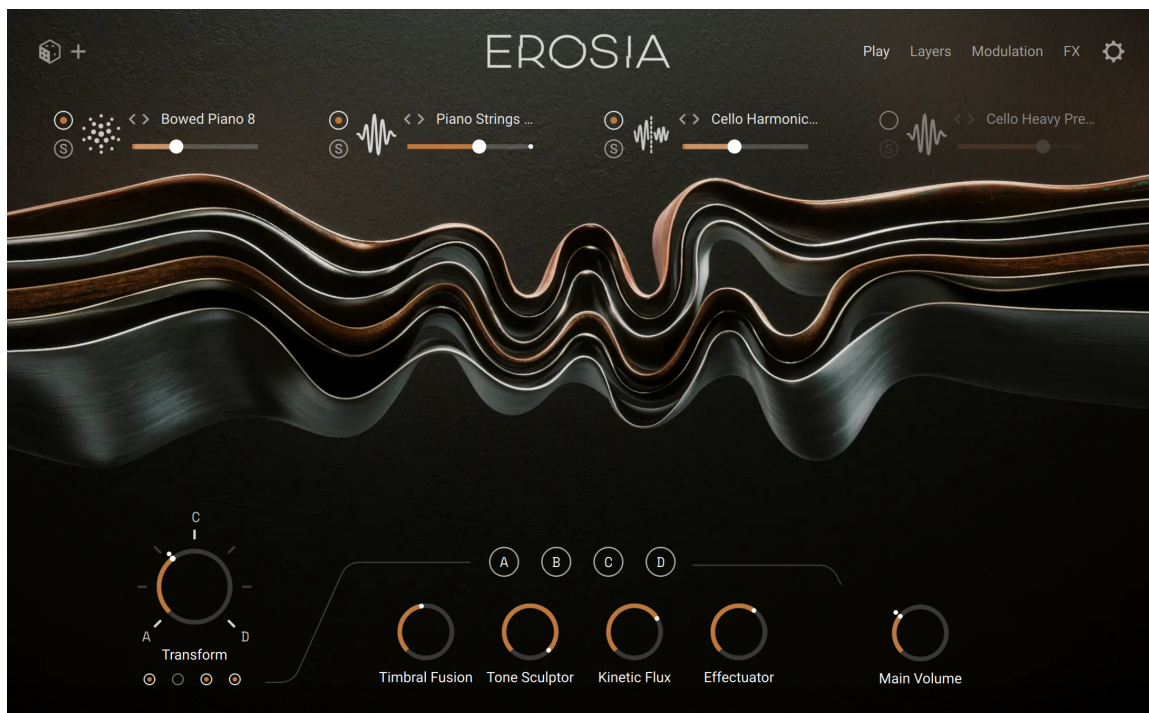 EROSIA
Play Layers Modulation FX
Bowed Piano 8
Piano Strings ...
Cello Harmonic...
Cello Heavy Pre...
S
S
S
S
C
A
D
Transform
A B C D
Timbral Fusion
Tone Sculptor
Kinetic Flux
Effectuator
Main Volume